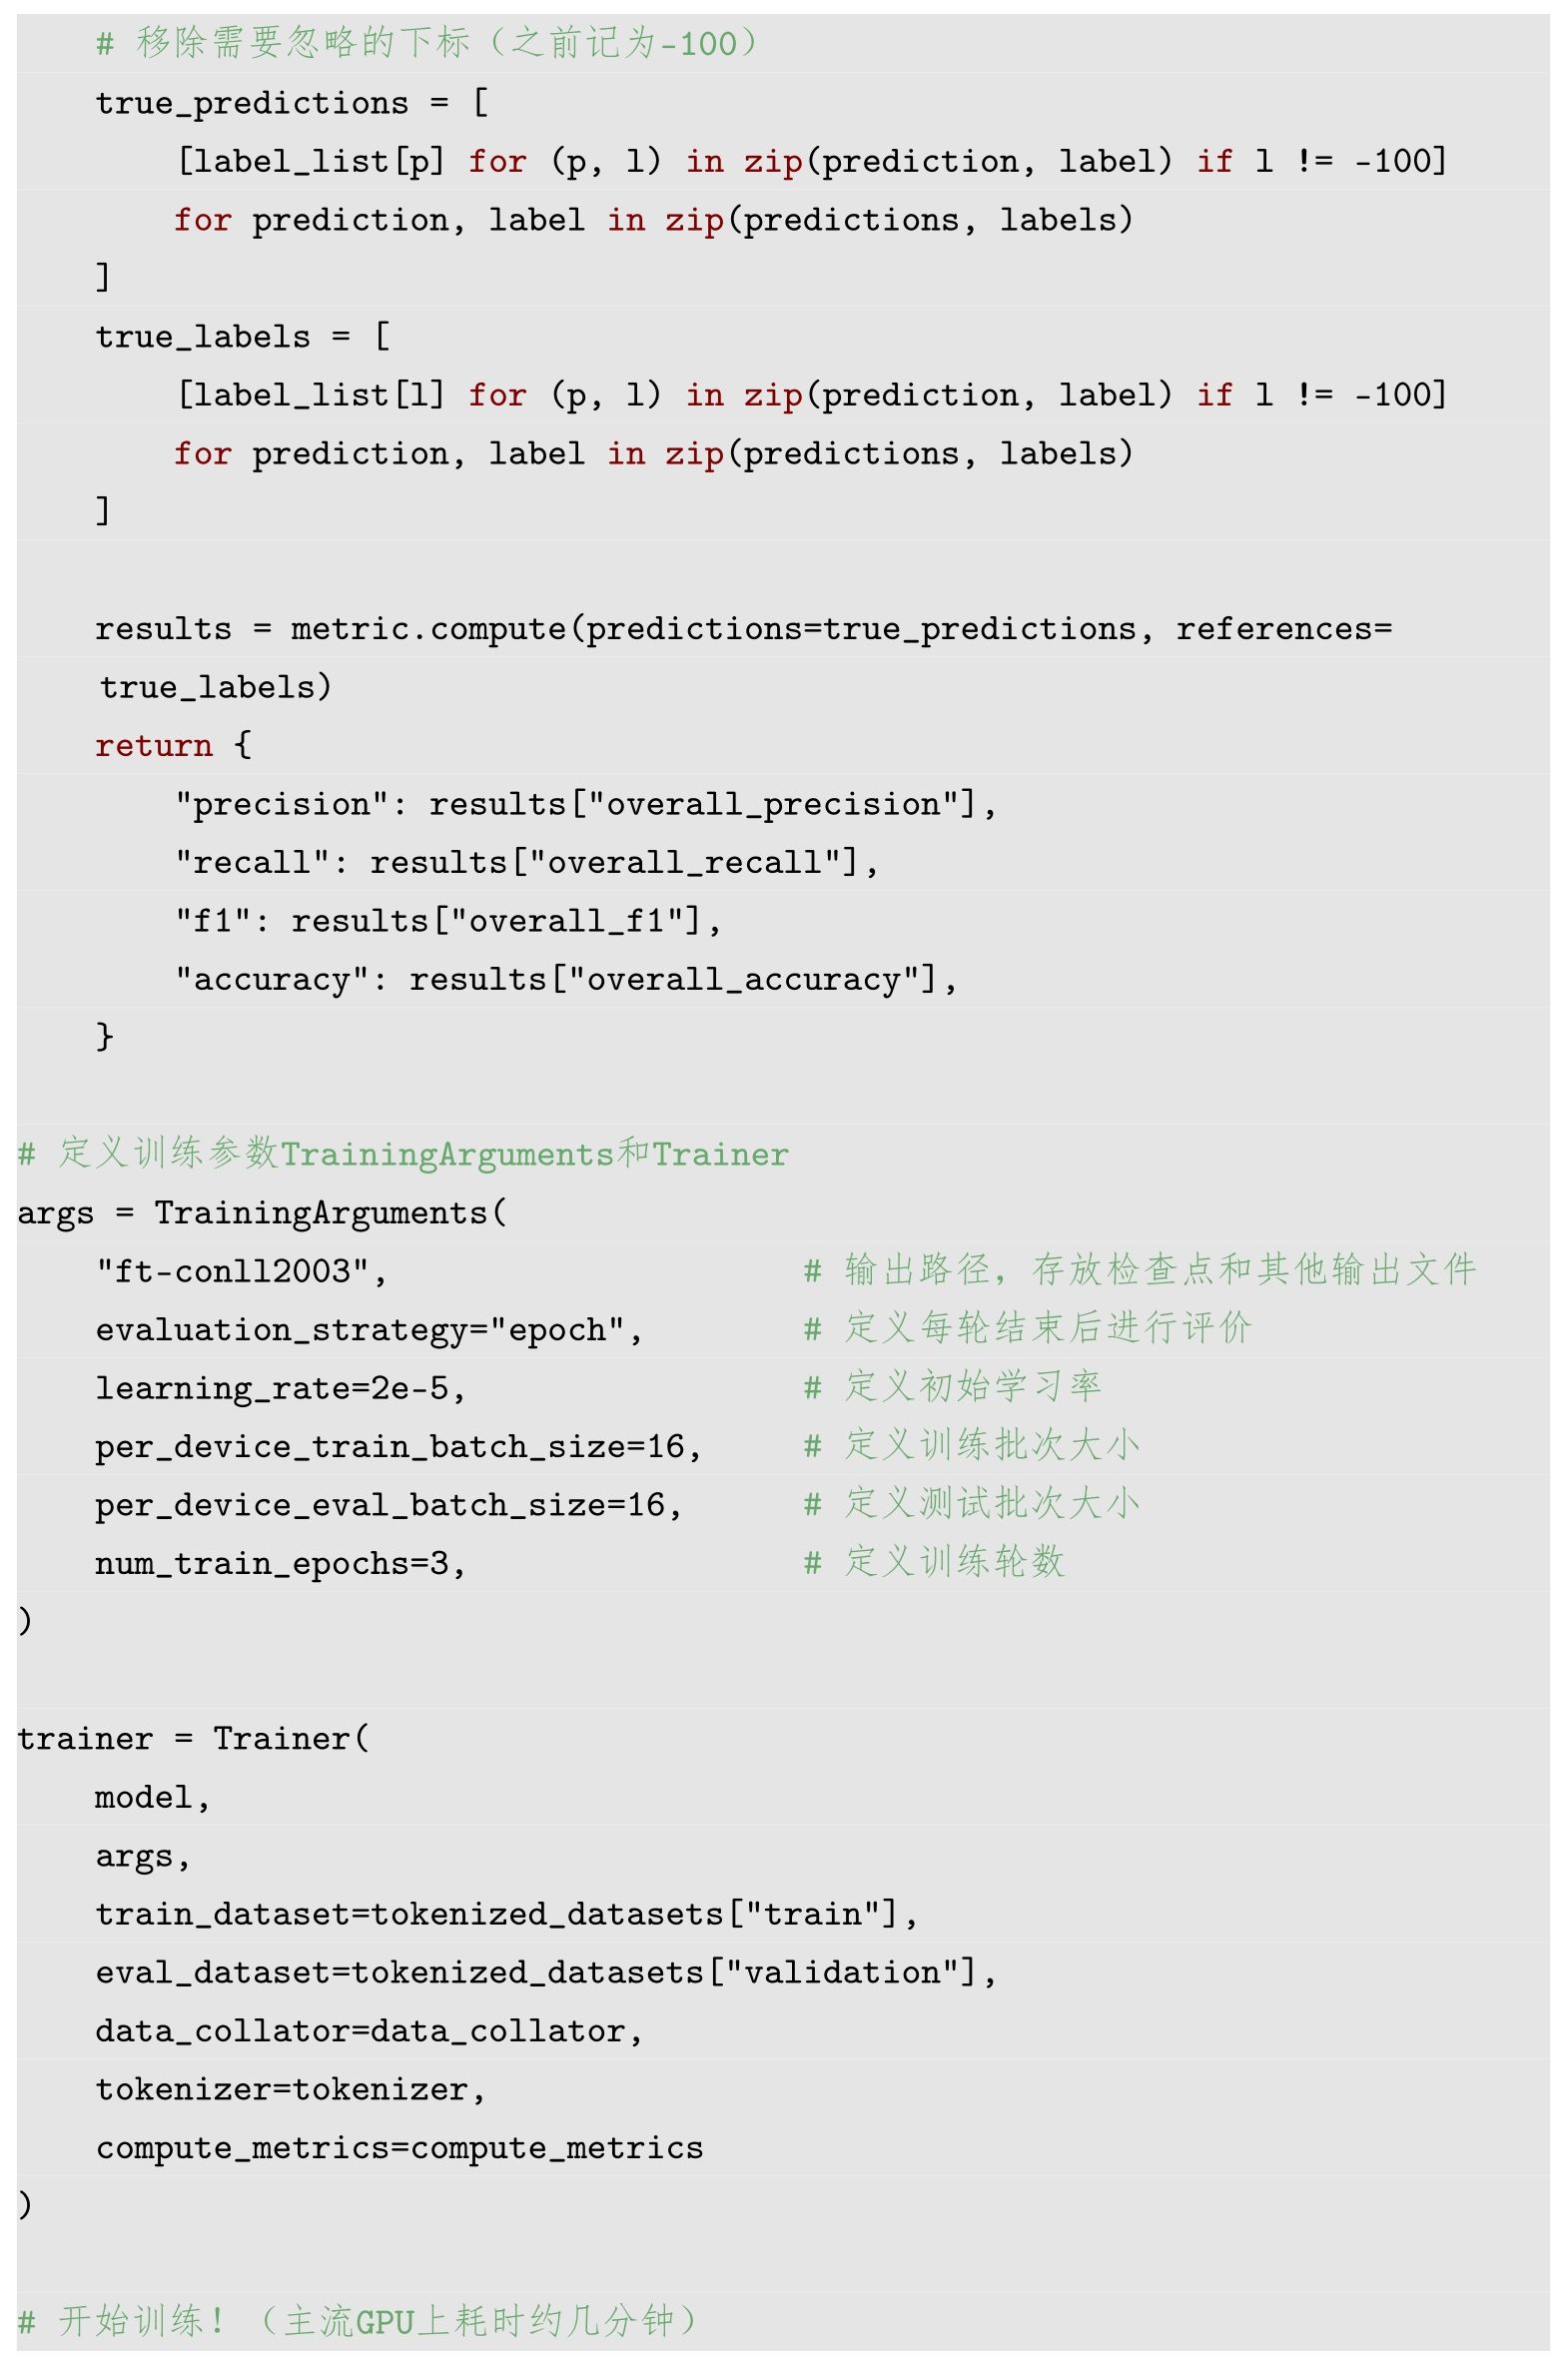 # 移除需要忽略的下标（之前记为-100）
    true_predictions = [
        [label_list[p] for (p, l) in zip(prediction, label) if l != -100]
        for prediction, label in zip(predictions, labels)
    ]
    true_labels = [
        [label_list[l] for (p, l) in zip(prediction, label) if l != -100]
        for prediction, label in zip(predictions, labels)
    ]

    results = metric.compute(predictions=true_predictions, references=
    true_labels)
    return {
        "precision": results["overall_precision"],
        "recall": results["overall_recall"],
        "f1": results["overall_f1"],
        "accuracy": results["overall_accuracy"],
    }

# 定义训练参数TrainingArguments和Trainer
args = TrainingArguments(
    "ft-conll2003",                     # 输出路径，存放检查点和其他输出文件
    evaluation_strategy="epoch",        # 定义每轮结束后进行评价
    learning_rate=2e-5,                 # 定义初始学习率
    per_device_train_batch_size=16,     # 定义训练批次大小
    per_device_eval_batch_size=16,      # 定义测试批次大小
    num_train_epochs=3,                 # 定义训练轮数
)

trainer = Trainer(
    model,
    args,
    train_dataset=tokenized_datasets["train"],
    eval_dataset=tokenized_datasets["validation"],
    data_collator=data_collator,
    tokenizer=tokenizer,
    compute_metrics=compute_metrics
)

# 开始训练！（主流GPU上耗时约几分钟）